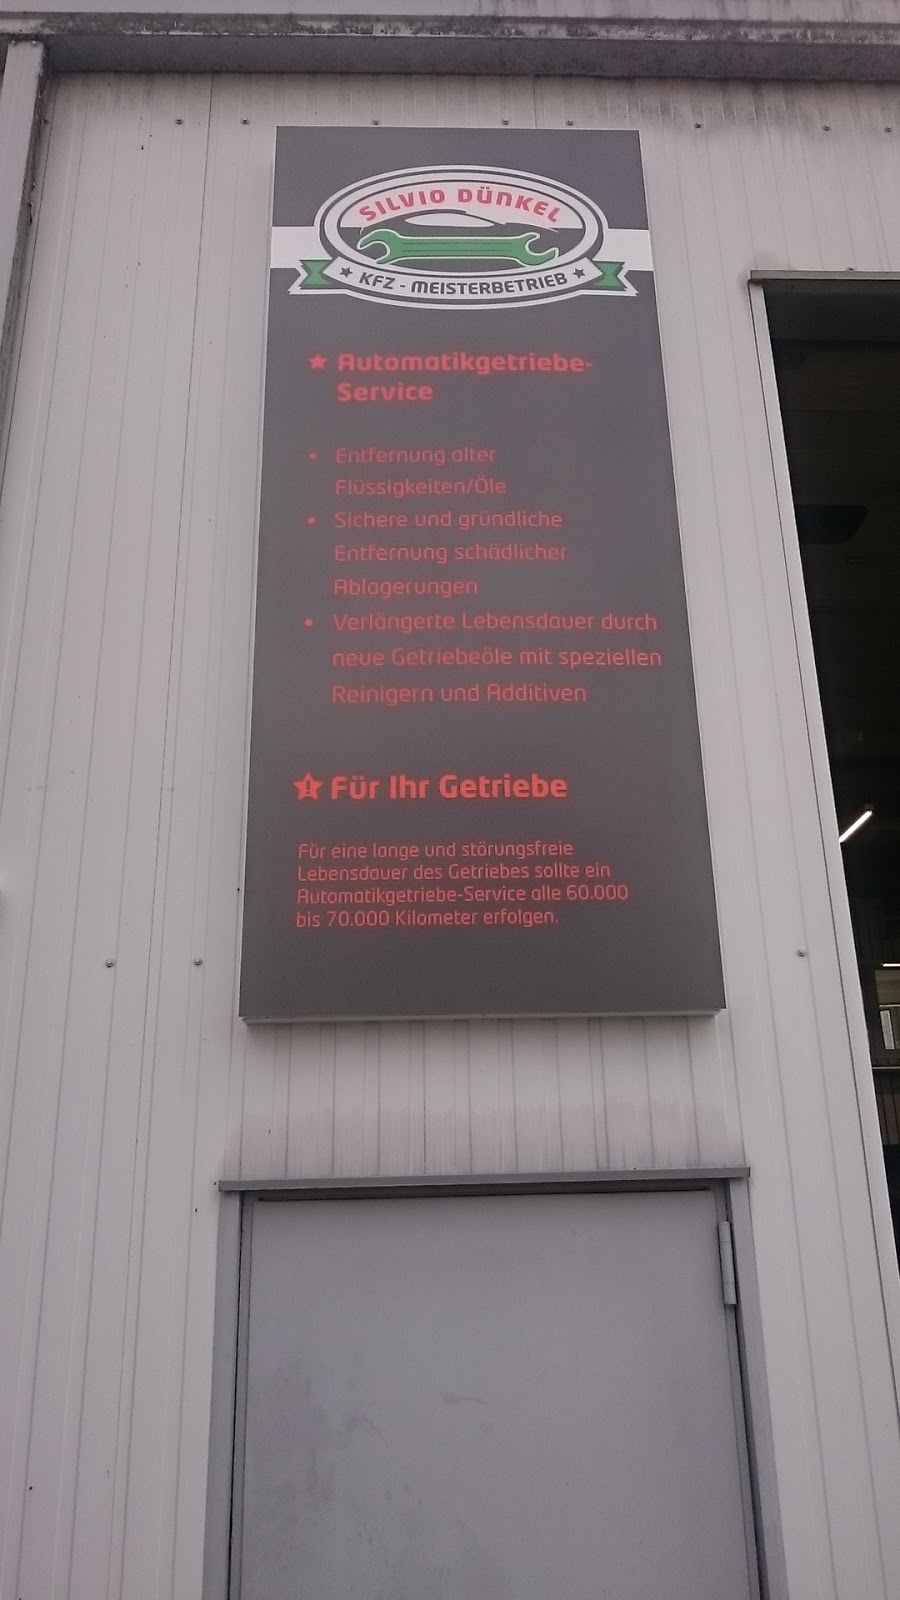 SILVIO DÜNKEL
KFZ - MEISTERBETRIEB
Automatikgetriebe-
Service
• Entfernung alter
Flüssigkeiten/Öle
• Sichere und gründliche
Entfernung schädlicher
Ablagerungen
• Verlängerte Lebensdauer durch
neue Getriebeöle mit speziellen
Reinigern und Additiven
! Für Ihr Getriebe
Für eine lange und störungsfreie
Lebensdauer des Getriebes sollte ein
Automatikgetriebe-Service alle 60.000
bis 70.000 Kilometer erfolgen.